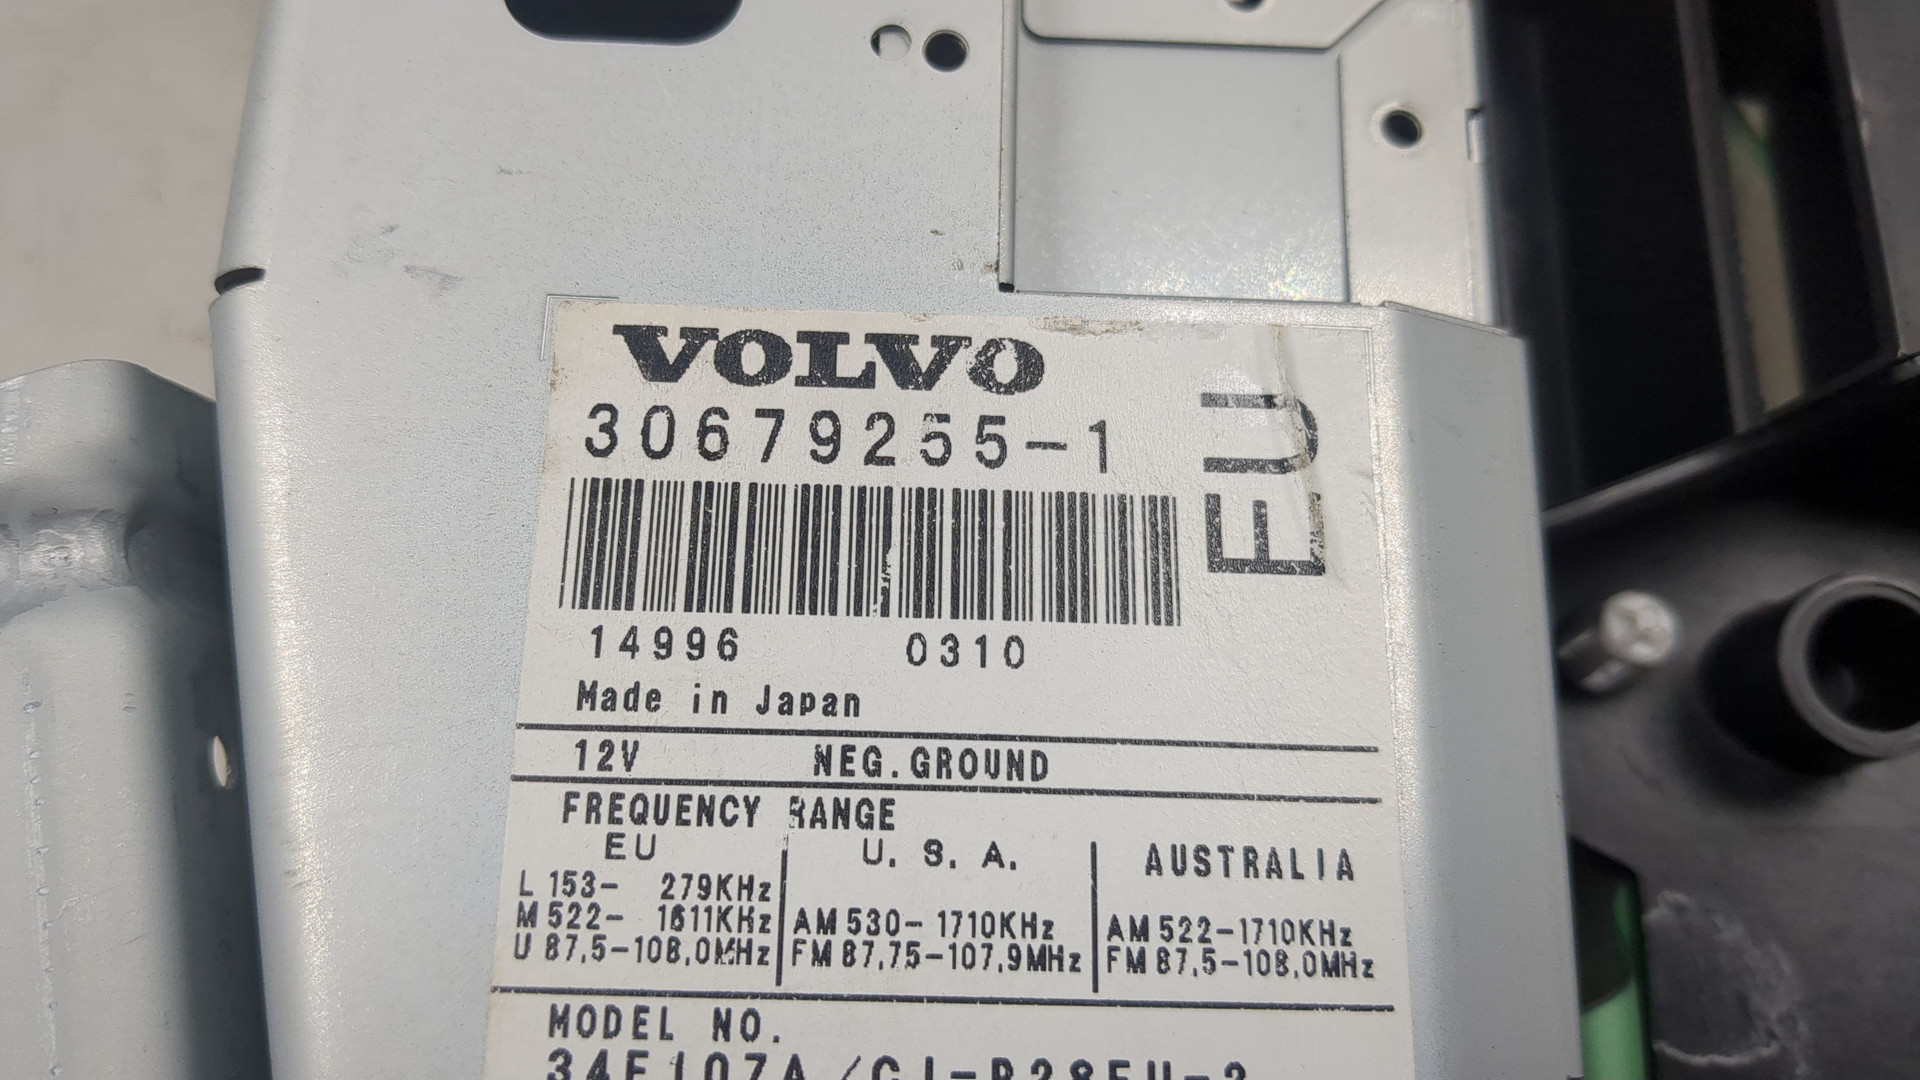 VOLVO
30679255-1
EU
14996 0310
Made in Japan
12V NEG.GROUND
FREQUENCY RANGE
EU U. S. A. AUSTRALIA
L 153- 279KHz
M 522- 1611KHz AM 530- 1710KHz AM 522-1710KHz
U 87,5-108,0MHz FM 87,75-107,9MHz FM 87,5-108,0MHz
MODEL NO.